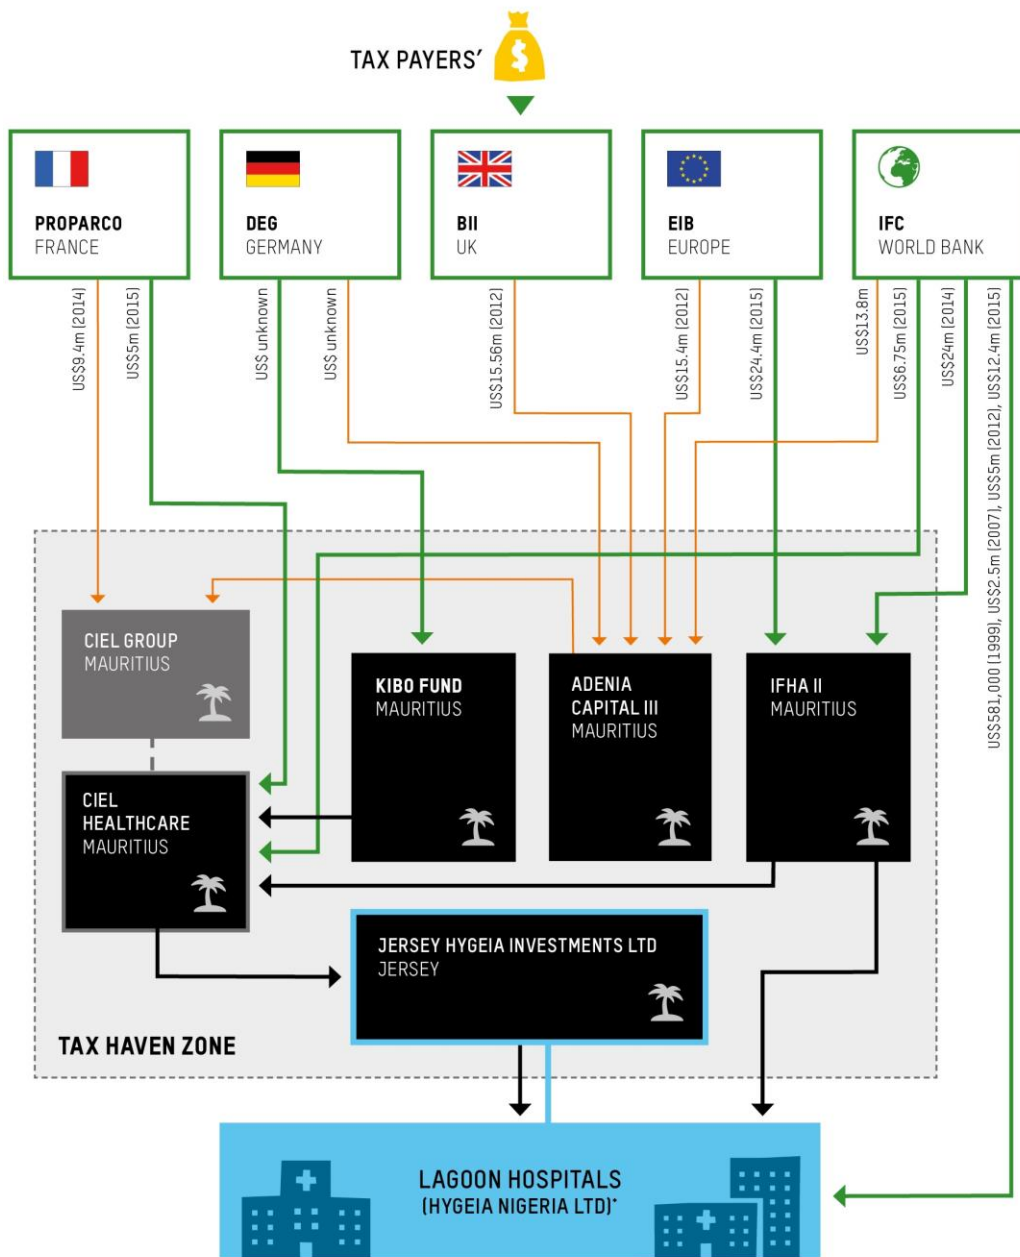 TAX PAYERS’
$
PROPARCO
FRANCE
DEG
GERMANY
BII
UK
EIB
EUROPE
IFC
WORLD BANK
US$9.4m (2014)
US$5m (2015)
US$ unknown
US$ unknown
US$15.56m (2012)
US$15.4m (2012)
US$24.4m (2015)
US$13.8m
US$6.75m (2015)
US$24m (2014)
US$581,000 (1999), US$2.5m (2007), US$5m (2012), US$12.4m (2015)
CIEL GROUP
MAURITIUS
KIBO FUND
MAURITIUS
ADENIA
CAPITAL III
MAURITIUS
IFHA II
MAURITIUS
CIEL
HEALTHCARE
MAURITIUS
JERSEY HYGEIA INVESTMENTS LTD
JERSEY
TAX HAVEN ZONE
LAGOON HOSPITALS
(HYGEIA NIGERIA LTD)*